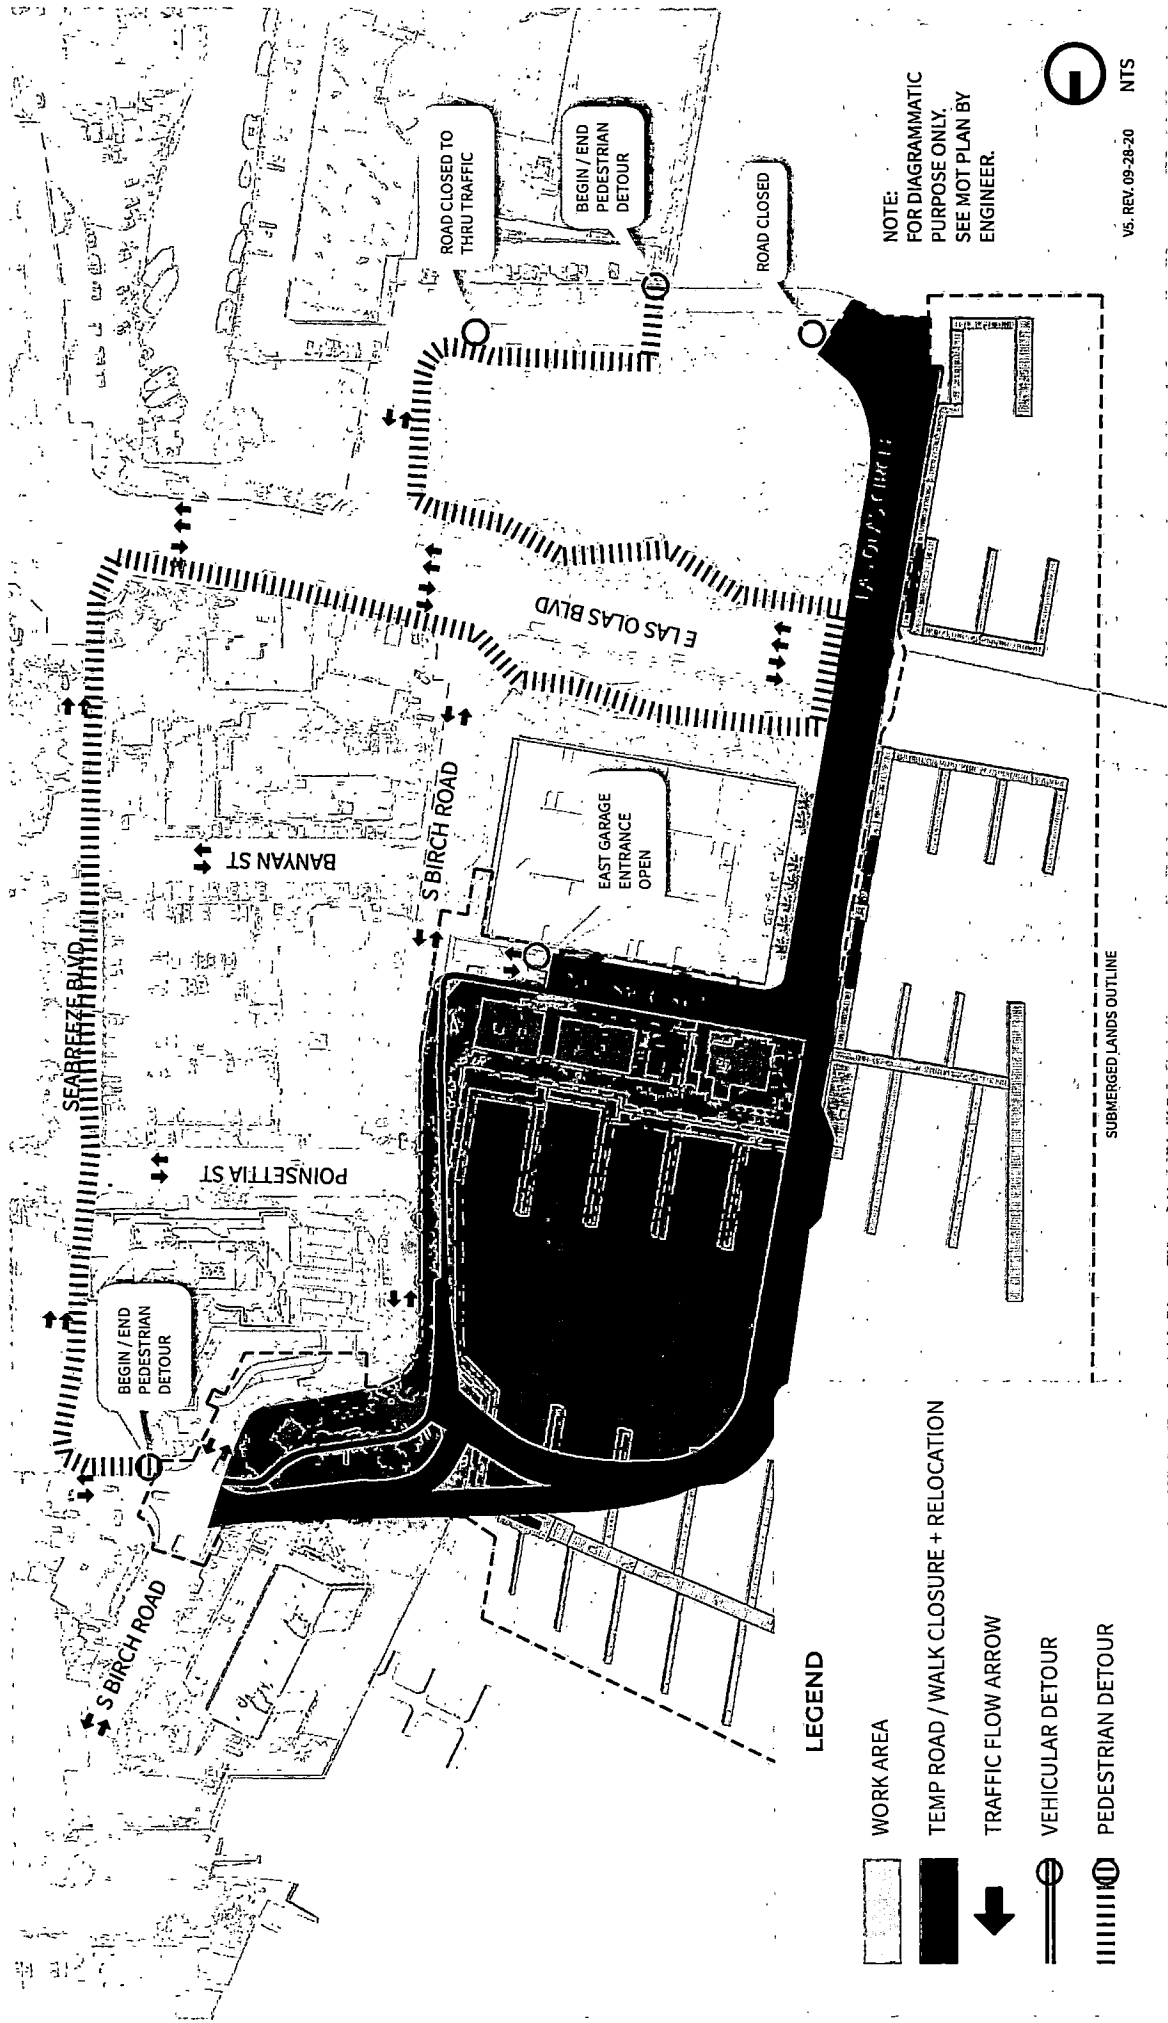 ROAD CLOSED TO
THRU TRAFFIC
BEGIN / END
PEDESTRIAN
DETOUR
ROAD CLOSED
NOTE:
FOR DIAGRAMMATIC
PURPOSE ONLY.
SEE MOT PLAN BY
ENGINEER.
NTS
V5. REV. 09-28-20
LAS OLAS CIRCLE
E LAS OLAS BLVD
S BIRCH ROAD
BANYAN ST
SEABREEZE BLVD
EAST GARAGE
ENTRANCE
OPEN
POINSETTIA ST
SUBMERGED LANDS OUTLINE
BEGIN / END
PEDESTRIAN
DETOUR
S BIRCH ROAD
LEGEND
WORK AREA
TEMP ROAD / WALK CLOSURE + RELOCATION
TRAFFIC FLOW ARROW
VEHICULAR DETOUR
PEDESTRIAN DETOUR